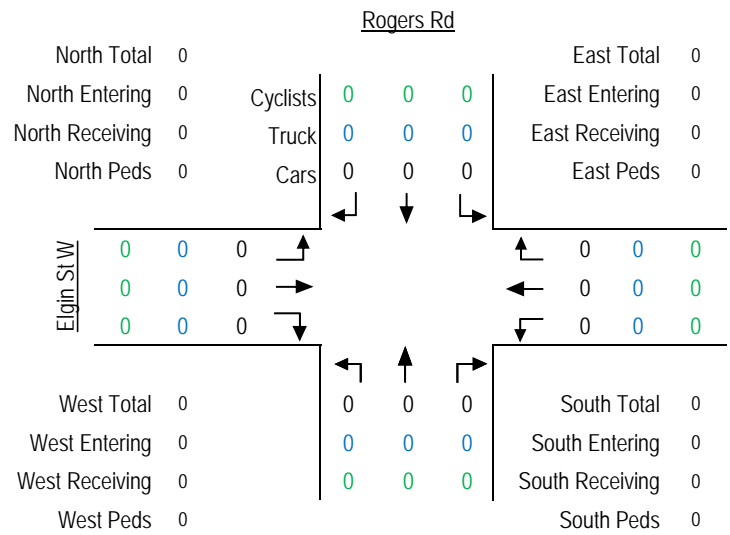 Rogers Rd
North Total 0 East Total 0
North Entering 0 Cyclists 0 0 0 East Entering 0
North Receiving 0 Truck 0 0 0 East Receiving 0
North Peds 0 Cars 0 0 0 East Peds 0
Elgin St W
0 0 0 0 0 0
0 0 0 0 0 0
0 0 0 0 0 0
West Total 0 0 0 0 South Total 0
West Entering 0 0 0 0 South Entering 0
West Receiving 0 0 0 0 South Receiving 0
West Peds 0 South Peds 0